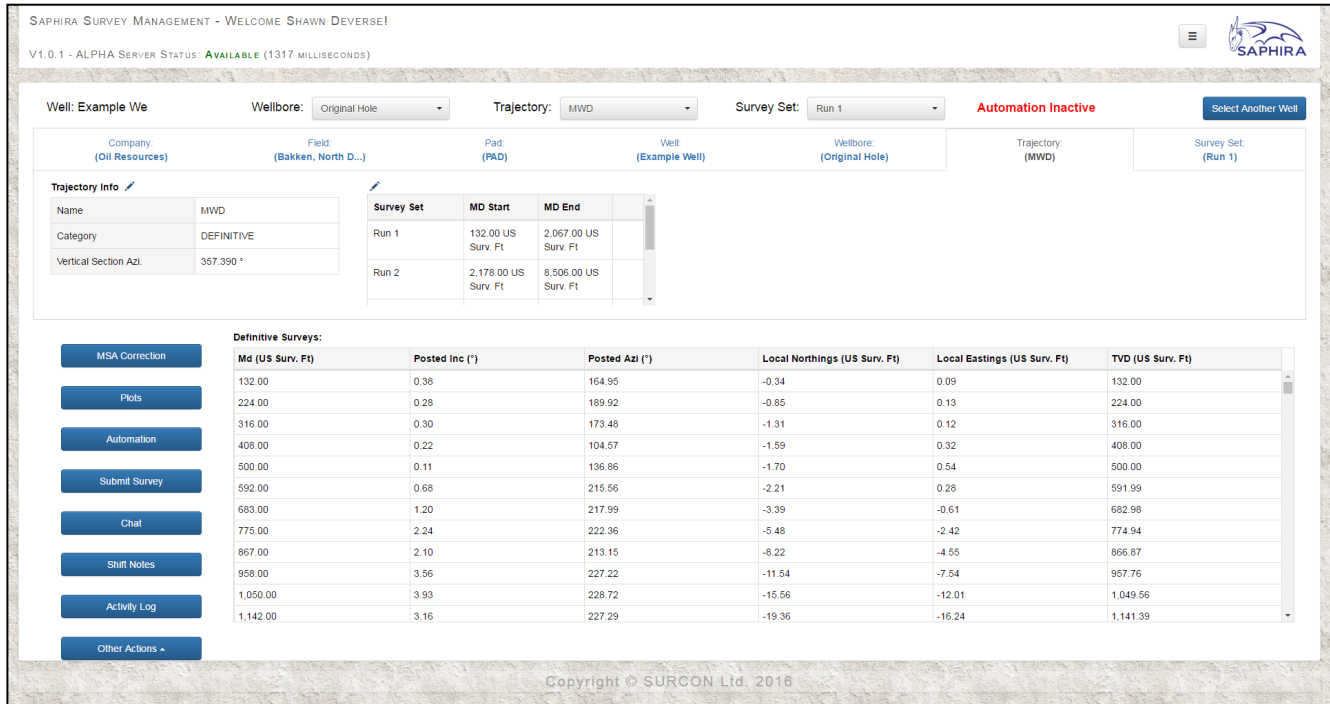 SAPHIRA SURVEY MANAGEMENT - WELCOME SHAWN DEVERSE!
V1.0.1 - ALPHA SERVER STATUS: AVAILABLE (1317 MILLISECONDS)
SAPHIRA
Well: Example We Wellbore: Original Hole Trajectory: MWD Survey Set: Run 1 Automation Inactive Select Another Well
Company: Field: Pad: Well: Wellbore: Trajectory: Survey Set:
(Oil Resources) (Bakken, North D...) (PAD) (Example Well) (Original Hole) (MWD) (Run 1)
Trajectory Info
Name MWD
Category DEFINITIVE
Vertical Section Azi. 357.390 °
Survey Set MD Start MD End
Run 1 132.00 US Surv. Ft 2,067.00 US Surv. Ft
Run 2 2,178.00 US Surv. Ft 8,506.00 US Surv. Ft
MSA Correction
Plots
Automation
Submit Survey
Chat
Shift Notes
Activity Log
Other Actions
Definitive Surveys:
Md (US Surv. Ft) Posted Inc (°) Posted Azi (°) Local Northings (US Surv. Ft) Local Eastings (US Surv. Ft) TVD (US Surv. Ft)
132.00 0.38 164.95 -0.34 0.09 132.00
224.00 0.28 189.92 -0.85 0.13 224.00
316.00 0.30 173.48 -1.31 0.12 316.00
408.00 0.22 104.57 -1.59 0.32 408.00
500.00 0.11 136.86 -1.70 0.54 500.00
592.00 0.68 215.56 -2.21 0.28 591.99
683.00 1.20 217.99 -3.39 -0.61 682.98
775.00 2.24 222.36 -5.48 -2.42 774.94
867.00 2.10 213.15 -8.22 -4.55 866.87
958.00 3.56 227.22 -11.54 -7.54 957.76
1,050.00 3.93 228.72 -15.56 -12.01 1,049.56
1,142.00 3.16 227.29 -19.36 -16.24 1,141.39
Copyright © SURCON Ltd, 2016